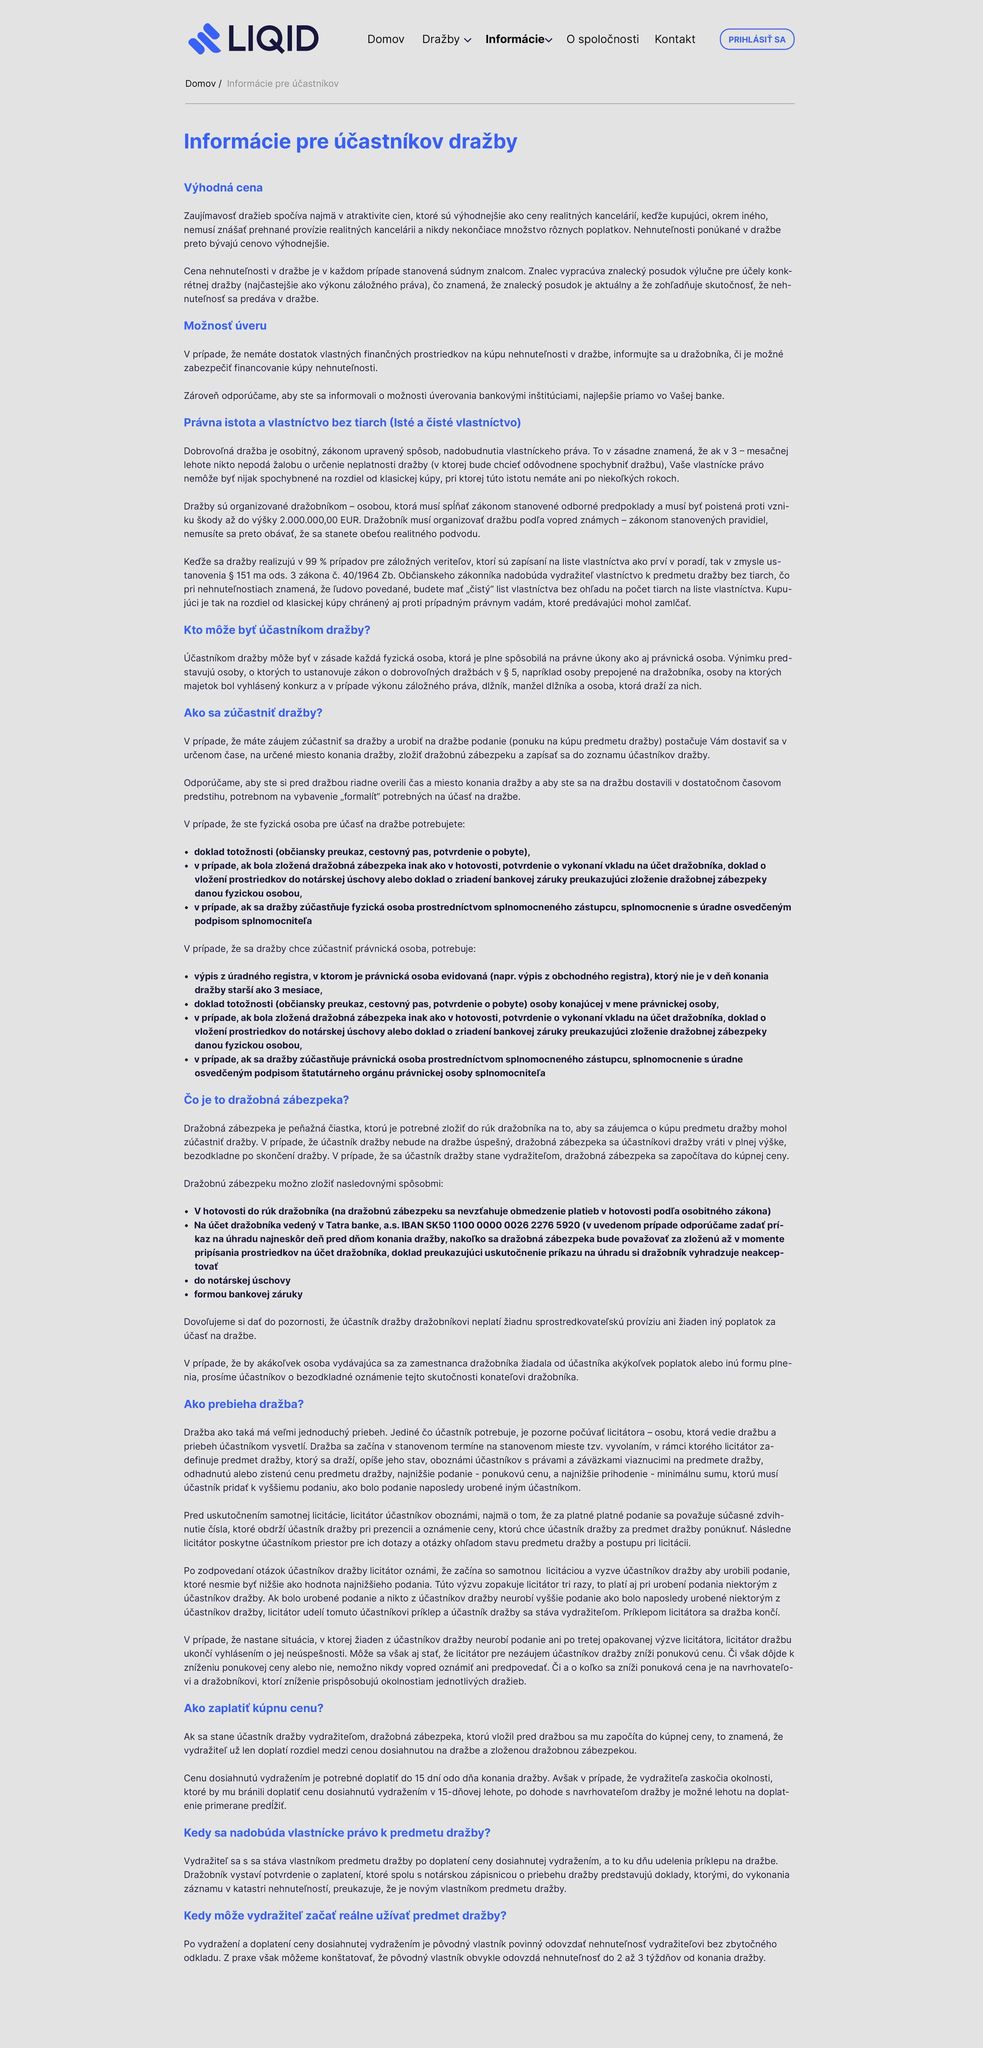 LIQID
Domov Dražby Informácie O spoločnosti Kontakt PRIHLÁSIŤ SA
Domov / Informácie pre účastníkov
Informácie pre účastníkov dražby
Výhodná cena
Zaujímavosť dražieb spočíva najmä v atraktivite cien, ktoré sú výhodnejšie ako ceny realitných kancelárií, keďže kupujúci, okrem iného,
nemusí znášať prehnané provízie realitných kancelárii a nikdy nekončiace množstvo rôznych poplatkov. Nehnuteľnosti ponúkané v dražbe
preto bývajú cenovo výhodnejšie.
Cena nehnuteľnosti v dražbe je v každom prípade stanovená súdnym znalcom. Znalec vypracúva znalecký posudok výlučne pre účely konk-
rétnej dražby (najčastejšie ako výkonu záložného práva), čo znamená, že znalecký posudok je aktuálny a že zohľadňuje skutočnosť, že neh-
nuteľnosť sa predáva v dražbe.
Možnosť úveru
V prípade, že nemáte dostatok vlastných finančných prostriedkov na kúpu nehnuteľnosti v dražbe, informujte sa u dražobníka, či je možné
zabezpečiť financovanie kúpy nehnuteľnosti.
Zároveň odporúčame, aby ste sa informovali o možnosti úverovania bankovými inštitúciami, najlepšie priamo vo Vašej banke.
Právna istota a vlastníctvo bez tiarch (Isté a čisté vlastníctvo)
Dobrovoľná dražba je osobitný, zákonom upravený spôsob, nadobudnutia vlastníckeho práva. To v zásadne znamená, že ak v 3 – mesačnej
lehote nikto nepodá žalobu o určenie neplatnosti dražby (v ktorej bude chcieť odôvodnene spochybniť dražbu), Vaše vlastnícke právo
nemôže byť nijak spochybnené na rozdiel od klasickej kúpy, pri ktorej túto istotu nemáte ani po niekoľkých rokoch.
Dražby sú organizované dražobníkom – osobou, ktorá musí spĺňať zákonom stanovené odborné predpoklady a musí byť poistená proti vzni-
ku škody až do výšky 2.000.000,00 EUR. Dražobník musí organizovať dražbu podľa vopred známych – zákonom stanovených pravidiel,
nemusíte sa preto obávať, že sa stanete obeťou realitného podvodu.
Keďže sa dražby realizujú v 99 % prípadov pre záložných veriteľov, ktorí sú zapísaní na liste vlastníctva ako prví v poradí, tak v zmysle us-
tanovenia § 151 ma ods. 3 zákona č. 40/1964 Zb. Občianskeho zákonníka nadobúda vydražiteľ vlastníctvo k predmetu dražby bez tiarch, čo
pri nehnuteľnostiach znamená, že ľudovo povedané, budete mať „čistý“ list vlastníctva bez ohľadu na počet tiarch na liste vlastníctva. Kupu-
júci je tak na rozdiel od klasickej kúpy chránený aj proti prípadným právnym vadám, ktoré predávajúci mohol zamlčať.
Kto môže byť účastníkom dražby?
Účastníkom dražby môže byť v zásade každá fyzická osoba, ktorá je plne spôsobilá na právne úkony ako aj právnická osoba. Výnimku pred-
stavujú osoby, o ktorých to ustanovuje zákon o dobrovoľných dražbách v § 5, napríklad osoby prepojené na dražobníka, osoby na ktorých
majetok bol vyhlásený konkurz a v prípade výkonu záložného práva, dlžník, manžel dlžníka a osoba, ktorá draží za nich.
Ako sa zúčastniť dražby?
V prípade, že máte záujem zúčastniť sa dražby a urobiť na dražbe podanie (ponuku na kúpu predmetu dražby) postačuje Vám dostaviť sa v
určenom čase, na určené miesto konania dražby, zložiť dražobnú zábezpeku a zapísať sa do zoznamu účastníkov dražby.
Odporúčame, aby ste si pred dražbou riadne overili čas a miesto konania dražby a aby ste sa na dražbu dostavili v dostatočnom časovom
predstihu, potrebnom na vybavenie „formalít“ potrebných na účasť na dražbe.
V prípade, že ste fyzická osoba pre účasť na dražbe potrebujete:
• doklad totožnosti (občiansky preukaz, cestovný pas, potvrdenie o pobyte),
• v prípade, ak bola zložená dražobná zábezpeka inak ako v hotovosti, potvrdenie o vykonaní vkladu na účet dražobníka, doklad o
vložení prostriedkov do notárskej úschovy alebo doklad o zriadení bankovej záruky preukazujúci zloženie dražobnej zábezpeky
danou fyzickou osobou,
• v prípade, ak sa dražby zúčastňuje fyzická osoba prostredníctvom splnomocneného zástupcu, splnomocnenie s úradne osvedčeným
podpisom splnomocniteľa
V prípade, že sa dražby chce zúčastniť právnická osoba, potrebuje:
• výpis z úradného registra, v ktorom je právnická osoba evidovaná (napr. výpis z obchodného registra), ktorý nie je v deň konania
dražby starší ako 3 mesiace,
• doklad totožnosti (občiansky preukaz, cestovný pas, potvrdenie o pobyte) osoby konajúcej v mene právnickej osoby,
• v prípade, ak bola zložená dražobná zábezpeka inak ako v hotovosti, potvrdenie o vykonaní vkladu na účet dražobníka, doklad o
vložení prostriedkov do notárskej úschovy alebo doklad o zriadení bankovej záruky preukazujúci zloženie dražobnej zábezpeky
danou fyzickou osobou,
• v prípade, ak sa dražby zúčastňuje právnická osoba prostredníctvom splnomocneného zástupcu, splnomocnenie s úradne
osvedčeným podpisom štatutárneho orgánu právnickej osoby splnomocniteľa
Čo je to dražobná zábezpeka?
Dražobná zábezpeka je peňažná čiastka, ktorú je potrebné zložiť do rúk dražobníka na to, aby sa záujemca o kúpu predmetu dražby mohol
zúčastniť dražby. V prípade, že účastník dražby nebude na dražbe úspešný, dražobná zábezpeka sa účastníkovi dražby vráti v plnej výške,
bezodkladne po skončení dražby. V prípade, že sa účastník dražby stane vydražiteľom, dražobná zábezpeka sa započítava do kúpnej ceny.
Dražobnú zábezpeku možno zložiť nasledovnými spôsobmi:
• V hotovosti do rúk dražobníka (na dražobnú zábezpeku sa nevzťahuje obmedzenie platieb v hotovosti podľa osobitného zákona)
• Na účet dražobníka vedený v Tatra banke, a.s. IBAN SK50 1100 0000 0026 2276 5920 (v uvedenom prípade odporúčame zadať prí-
kaz na úhradu najneskôr deň pred dňom konania dražby, nakoľko sa dražobná zábezpeka bude považovať za zloženú až v momente
pripísania prostriedkov na účet dražobníka, doklad preukazujúci uskutočnenie príkazu na úhradu si dražobník vyhradzuje neakcep-
tovať
• do notárskej úschovy
• formou bankovej záruky
Dovoľujeme si dať do pozornosti, že účastník dražby dražobníkovi neplatí žiadnu sprostredkovateľskú províziu ani žiaden iný poplatok za
účasť na dražbe.
V prípade, že by akákoľvek osoba vydávajúca sa za zamestnanca dražobníka žiadala od účastníka akýkoľvek poplatok alebo inú formu plne-
nia, prosíme účastníkov o bezodkladné oznámenie tejto skutočnosti konateľovi dražobníka.
Ako prebieha dražba?
Dražba ako taká má veľmi jednoduchý priebeh. Jediné čo účastník potrebuje, je pozorne počúvať licitátora – osobu, ktorá vedie dražbu a
priebeh účastníkom vysvetlí. Dražba sa začína v stanovenom termíne na stanovenom mieste tzv. vyvolaním, v rámci ktorého licitátor za-
definuje predmet dražby, ktorý sa draží, opíše jeho stav, oboznámi účastníkov s právami a záväzkami viaznucimi na predmete dražby,
odhadnutú alebo zistenú cenu predmetu dražby, najnižšie podanie - ponukovú cenu, a najnižšie prihodenie - minimálnu sumu, ktorú musí
účastník pridať k vyššiemu podaniu, ako bolo podanie naposledy urobené iným účastníkom.
Pred uskutočnením samotnej licitácie, licitátor účastníkov oboznámi, najmä o tom, že za platné platné podanie sa považuje súčasné zdvih-
nutie čísla, ktoré obdrží účastník dražby pri prezencii a oznámenie ceny, ktorú chce účastník dražby za predmet dražby ponúknuť. Následne
licitátor poskytne účastníkom priestor pre ich dotazy a otázky ohľadom stavu predmetu dražby a postupu pri licitácii.
Po zodpovedaní otázok účastníkov dražby licitátor oznámi, že začína so samotnou licitáciou a vyzve účastníkov dražby aby urobili podanie,
ktoré nesmie byť nižšie ako hodnota najnižšieho podania. Túto výzvu zopakuje licitátor tri razy, to platí aj pri urobení podania niektorým z
účastníkov dražby. Ak bolo urobené podanie a nikto z účastníkov dražby neurobí vyššie podanie ako bolo naposledy urobené niektorým z
účastníkov dražby, licitátor udelí tomuto účastníkovi príklep a účastník dražby sa stáva vydražiteľom. Príklepom licitátora sa dražba končí.
V prípade, že nastane situácia, v ktorej žiaden z účastníkov dražby neurobí podanie ani po tretej opakovanej výzve licitátora, licitátor dražbu
ukončí vyhlásením o jej neúspešnosti. Môže sa však aj stať, že licitátor pre nezáujem účastníkov dražby zníži ponukovú cenu. Či však dôjde k
zníženiu ponukovej ceny alebo nie, nemožno nikdy vopred oznámiť ani predpovedať. Či a o koľko sa zníži ponuková cena je na navrhovateľo-
vi a dražobníkovi, ktorí zníženie prispôsobujú okolnostiam jednotlivých dražieb.
Ako zaplatiť kúpnu cenu?
Ak sa stane účastník dražby vydražiteľom, dražobná zábezpeka, ktorú vložil pred dražbou sa mu započíta do kúpnej ceny, to znamená, že
vydražiteľ už len doplatí rozdiel medzi cenou dosiahnutou na dražbe a zloženou dražobnou zábezpekou.
Cenu dosiahnutú vydražením je potrebné doplatiť do 15 dní odo dňa konania dražby. Avšak v prípade, že vydražiteľa zaskočia okolnosti,
ktoré by mu bránili doplatiť cenu dosiahnutú vydražením v 15-dňovej lehote, po dohode s navrhovateľom dražby je možné lehotu na doplat-
enie primerane predĺžiť.
Kedy sa nadobúda vlastnícke právo k predmetu dražby?
Vydražiteľ sa s sa stáva vlastníkom predmetu dražby po doplatení ceny dosiahnutej vydražením, a to ku dňu udelenia príklepu na dražbe.
Dražobník vystaví potvrdenie o zaplatení, ktoré spolu s notárskou zápisnicou o priebehu dražby predstavujú doklady, ktorými, do vykonania
záznamu v katastri nehnuteľností, preukazuje, že je novým vlastníkom predmetu dražby.
Kedy môže vydražiteľ začať reálne užívať predmet dražby?
Po vydražení a doplatení ceny dosiahnutej vydražením je pôvodný vlastník povinný odovzdať nehnuteľnosť vydražiteľovi bez zbytočného
odkladu. Z praxe však môžeme konštatovať, že pôvodný vlastník obvykle odovzdá nehnuteľnosť do 2 až 3 týždňov od konania dražby.